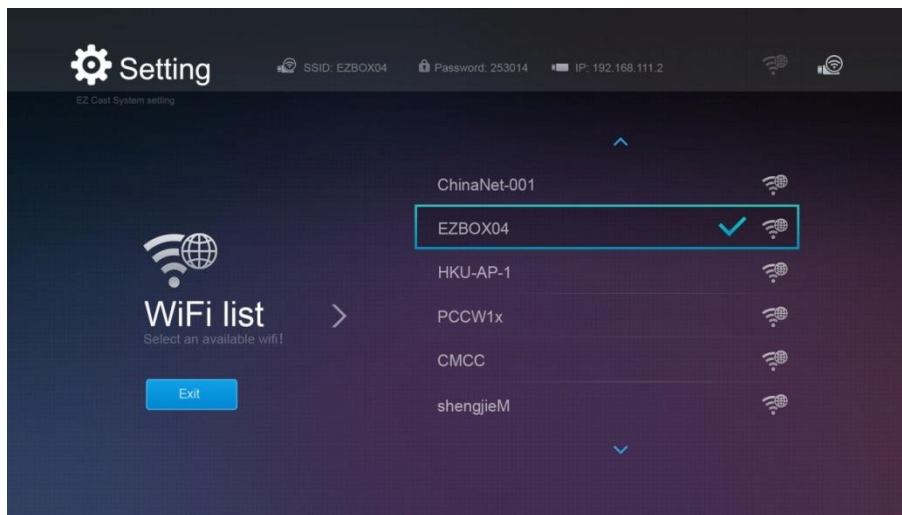 Setting
SSID: EZBOX04 Password: 253014 IP: 192.168.111.2
EZ Cast System setting
ChinaNet-001
EZBOX04
HKU-AP-1
PCCW1x
CMCC
shengjieM
WiFi list
Select an available wifi!
Exit